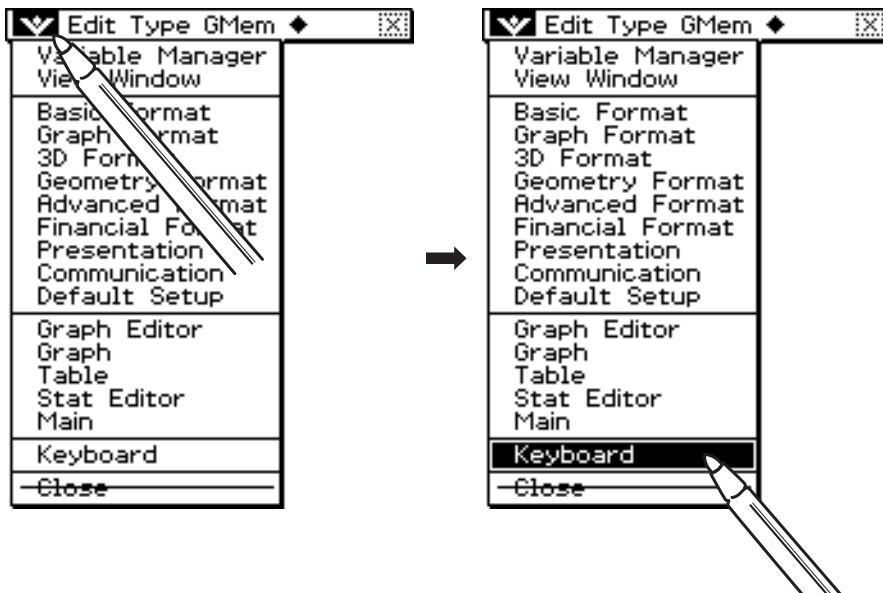 Edit Type GMem
Variable Manager
View Window
Basic Format
Graph Format
3D Format
Geometry Format
Advanced Format
Financial Format
Presentation
Communication
Default Setup
Graph Editor
Graph
Table
Stat Editor
Main
Keyboard
Close
Edit Type GMem
Variable Manager
View Window
Basic Format
Graph Format
3D Format
Geometry Format
Advanced Format
Financial Format
Presentation
Communication
Default Setup
Graph Editor
Graph
Table
Stat Editor
Main
Keyboard
Close